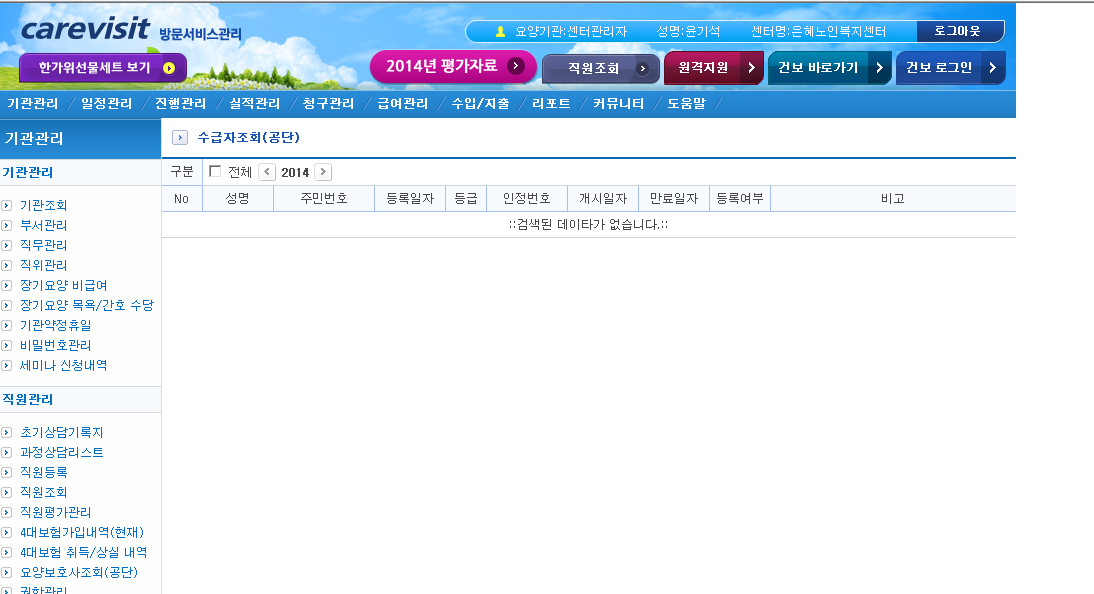 carevisit 방문서비스관리
요양기관:센터관리자 성명:윤기석 센터명:은혜노인복지센터 로그아웃
한가위선물세트 보기 2014년 평가자료 직원조회 원격지원 건보 바로가기 건보 로그인
기관관리 일정관리 진행관리 실적관리 청구관리 급여관리 수입/지출 리포트 커뮤니티 도움말
기관관리
수급자조회(공단)
기관관리
구분 전체 2014
No 성명 주민번호 등록일자 등급 인정번호 개시일자 만료일자 등록여부 비고
::검색된 데이타가 없습니다.::
기관조회
부서관리
직무관리
직위관리
장기요양 비급여
장기요양 목욕/간호 수당
기관약정휴일
비밀번호관리
세미나 신청내역
직원관리
초기상담기록지
과정상담리스트
직원등록
직원조회
직원평가관리
4대보험가입내역(현재)
4대보험 취득/상실 내역
요양보호사조회(공단)